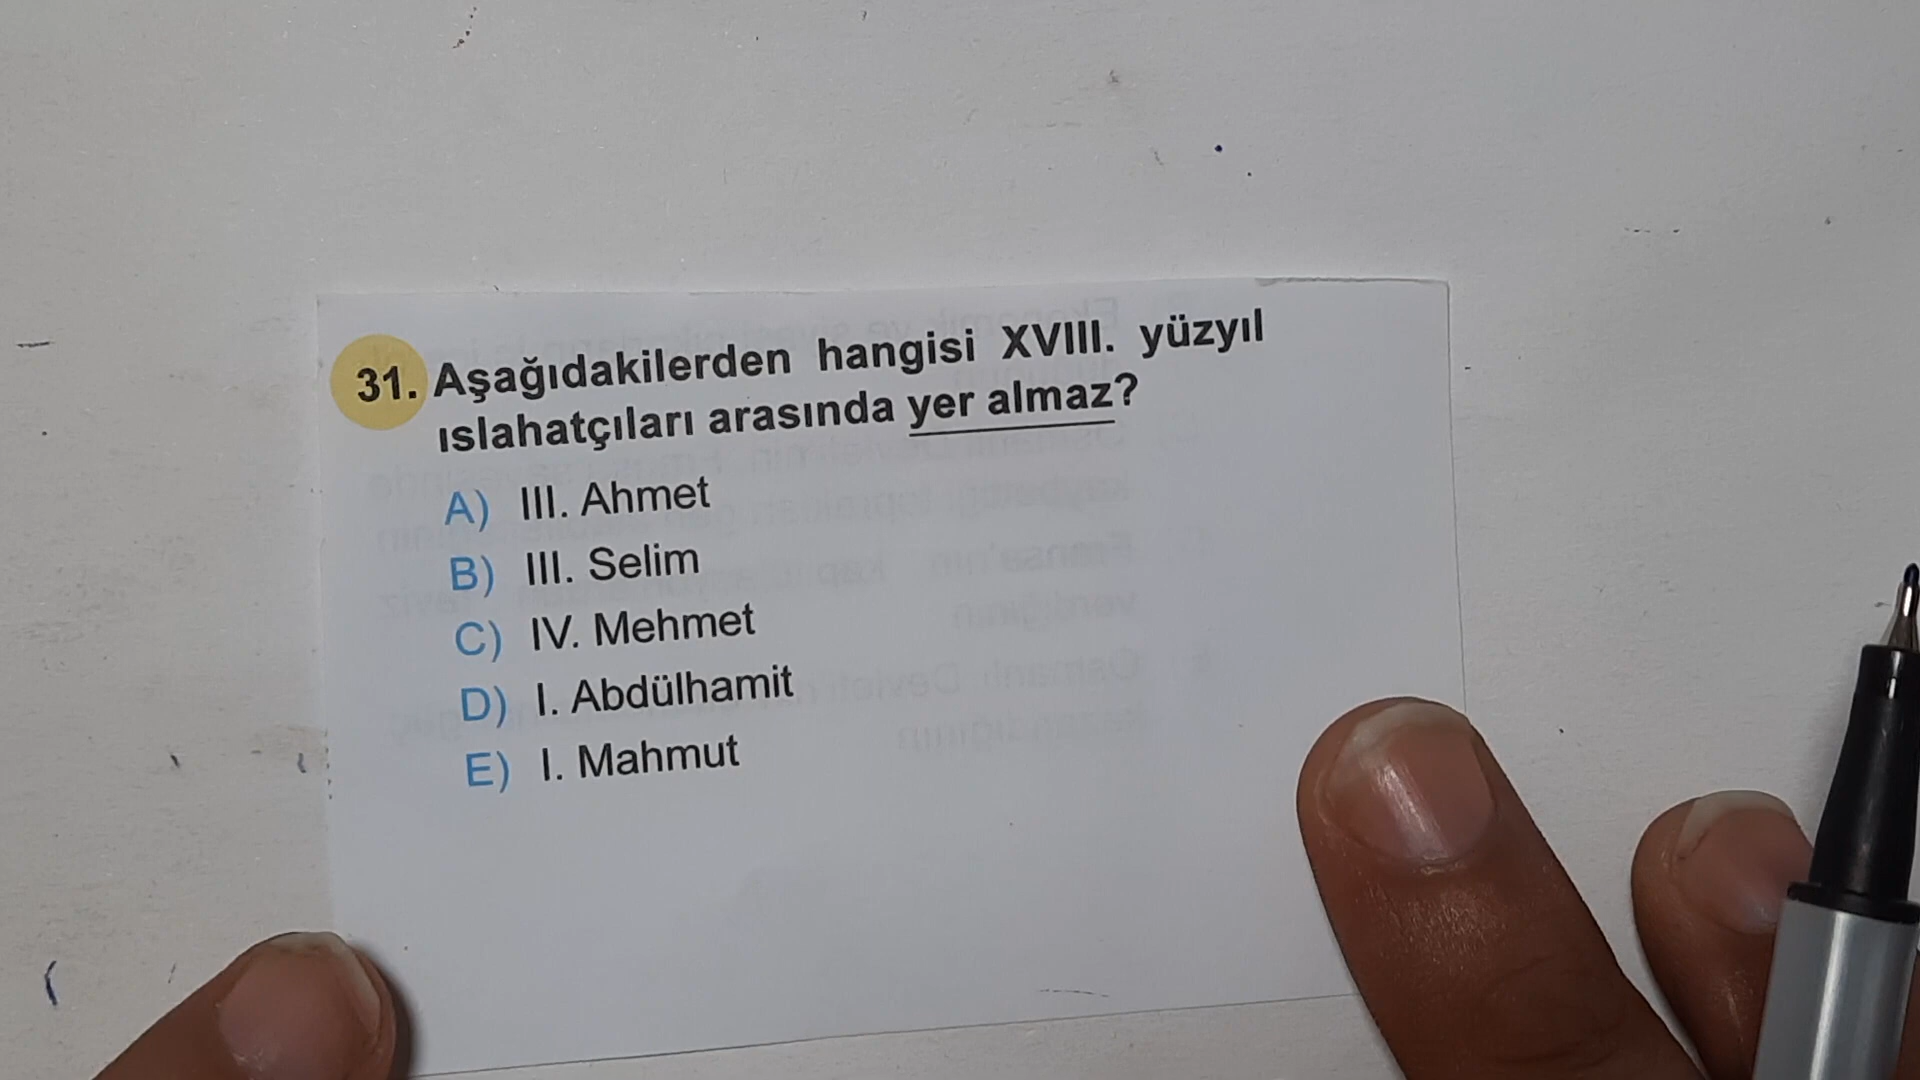 31. Aşağıdakilerden hangisi XVIII. yüzyıl
ıslahatçıları arasında yer almaz?
A) III. Ahmet
B) III. Selim
C) IV. Mehmet
D) I. Abdülhamit
E) I. Mahmut